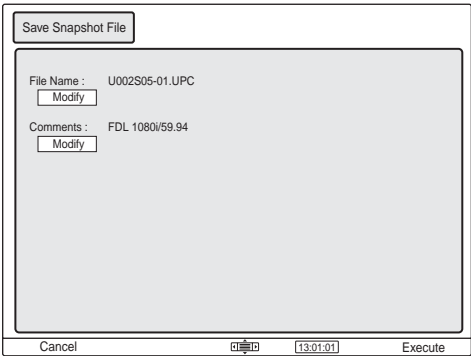 Save Snapshot File
File Name : U002S05-01.UPC
Modify
Comments : FDL 1080i/59.94
Modify
Cancel 13:01:01 Execute